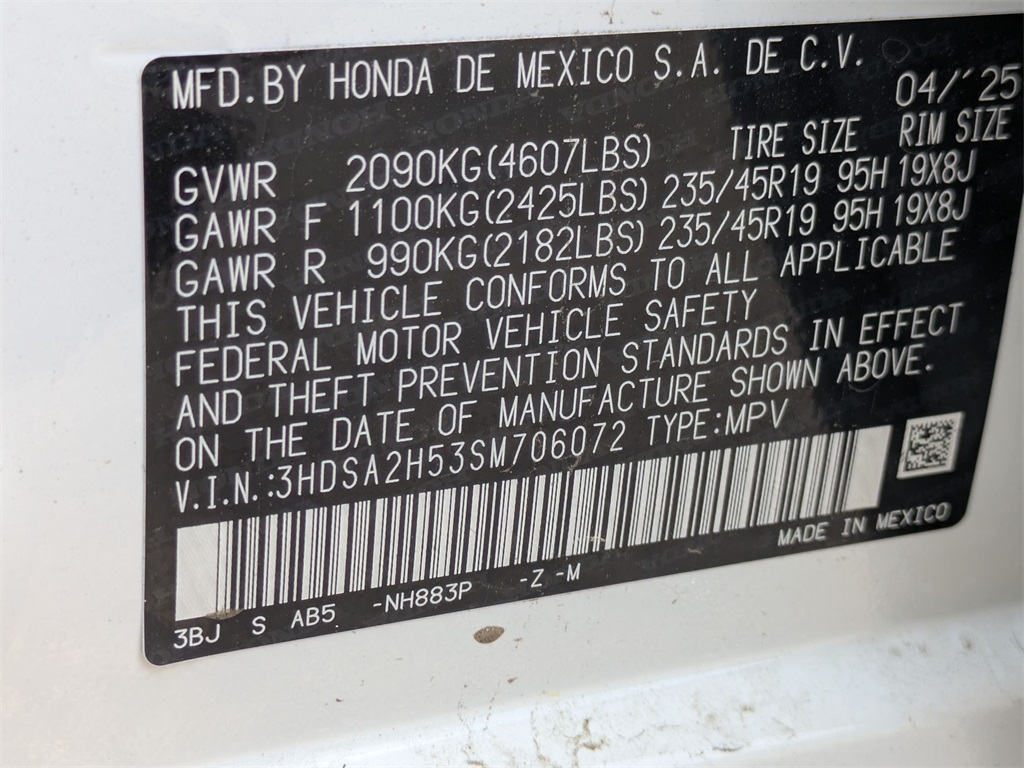 MFD.BY HONDA DE MEXICO S.A. DE C.V.
04/'25
TIRE SIZE RIM SIZE
GVWR 2090KG(4607LBS)
GAWR F 1100KG(2425LBS) 235/45R19 95H 19X8J
GAWR R 990KG(2182LBS) 235/45R19 95H 19X8J
THIS VEHICLE CONFORMS TO ALL APPLICABLE
FEDERAL MOTOR VEHICLE SAFETY
AND THEFT PREVENTION STANDARDS IN EFFECT
ON THE DATE OF MANUFACTURE SHOWN ABOVE.
V.I.N.:3HDSA2H53SM706072 TYPE:MPV
MADE IN MEXICO
3BJ S AB5 -NH883P -Z -M